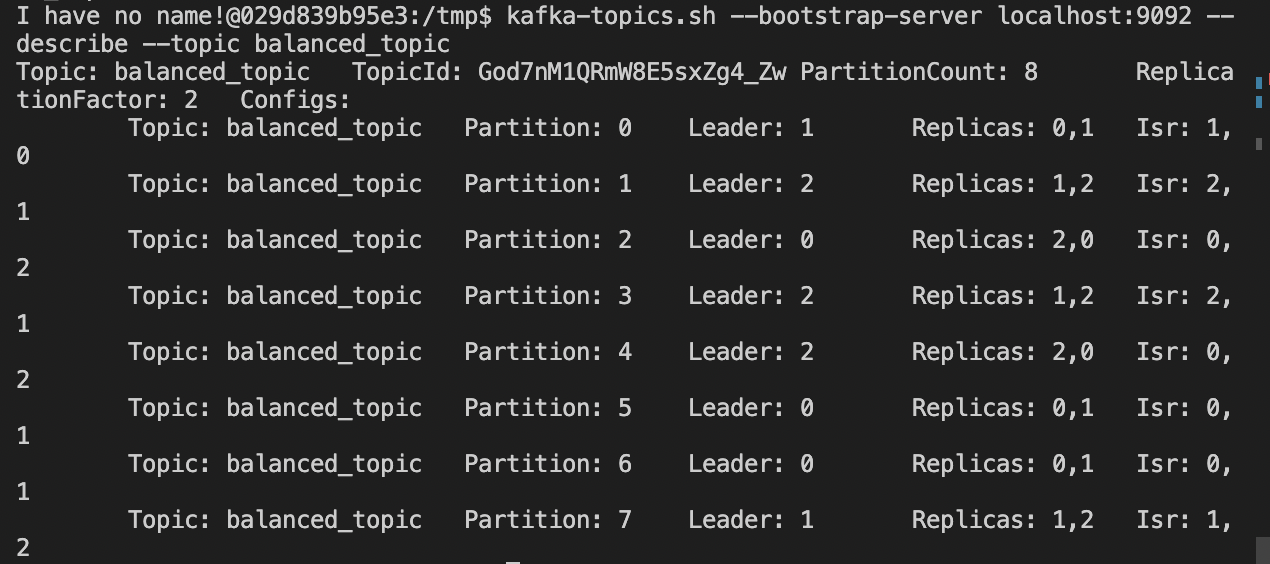 I have no name!@029d839b95e3:/tmp$ kafka-topics.sh --bootstrap-server localhost:9092 --
describe --topic balanced_topic
Topic: balanced_topic   TopicId: God7nM1QRmW8E5sxZg4_Zw PartitionCount: 8       Replica
tionFactor: 2   Configs:
        Topic: balanced_topic   Partition: 0    Leader: 1       Replicas: 0,1   Isr: 1,
0
        Topic: balanced_topic   Partition: 1    Leader: 2       Replicas: 1,2   Isr: 2,
1
        Topic: balanced_topic   Partition: 2    Leader: 0       Replicas: 2,0   Isr: 0,
2
        Topic: balanced_topic   Partition: 3    Leader: 2       Replicas: 1,2   Isr: 2,
1
        Topic: balanced_topic   Partition: 4    Leader: 2       Replicas: 2,0   Isr: 0,
2
        Topic: balanced_topic   Partition: 5    Leader: 0       Replicas: 0,1   Isr: 0,
1
        Topic: balanced_topic   Partition: 6    Leader: 0       Replicas: 0,1   Isr: 0,
1
        Topic: balanced_topic   Partition: 7    Leader: 1       Replicas: 1,2   Isr: 1,
2